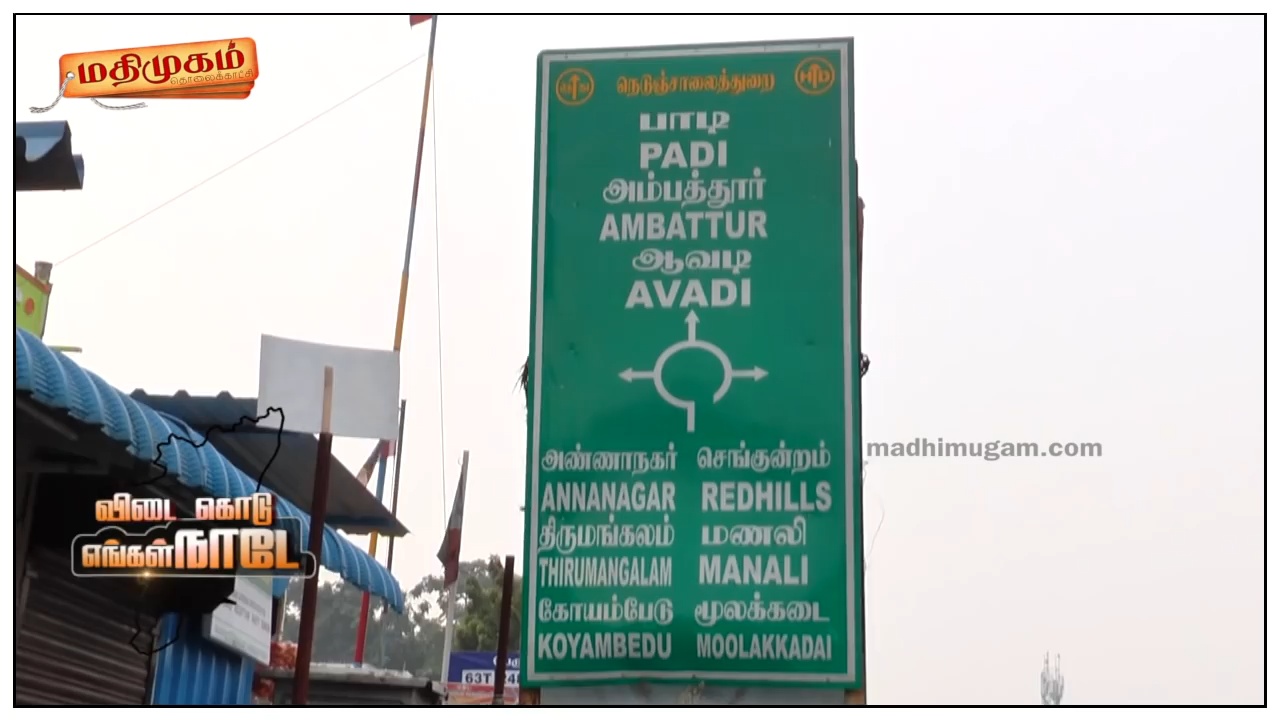 மதிமுகம்
தொலைக்காட்சி
நெடுஞ்சாலைத்துறை
பாடி
PADI
அம்பத்தூர்
AMBATTUR
ஆவடி
AVADI
அண்ணாநகர் செங்குன்றம்
ANNANAGAR REDHILLS
திருமங்கலம் மணலி
THIRUMANGALAM MANALI
கோயம்பேடு மூலக்கடை
KOYAMBEDU MOOLAKKADAI
madhimugam.com
விடை கொடு
எங்கள் நாடே
63T